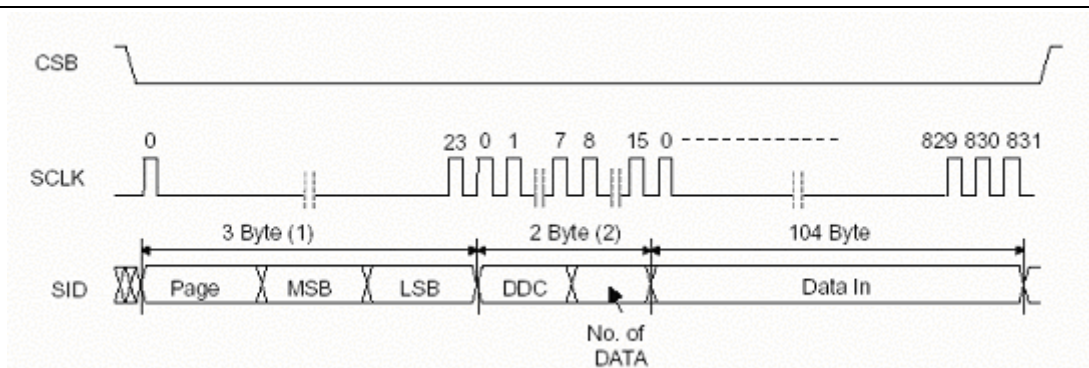 CSB
0 23 0 1 7 8 15 0 829 830 831
SCLK
3 Byte (1) 2 Byte (2) 104 Byte
SID Page MSB LSB DDC Data In
No. of
DATA